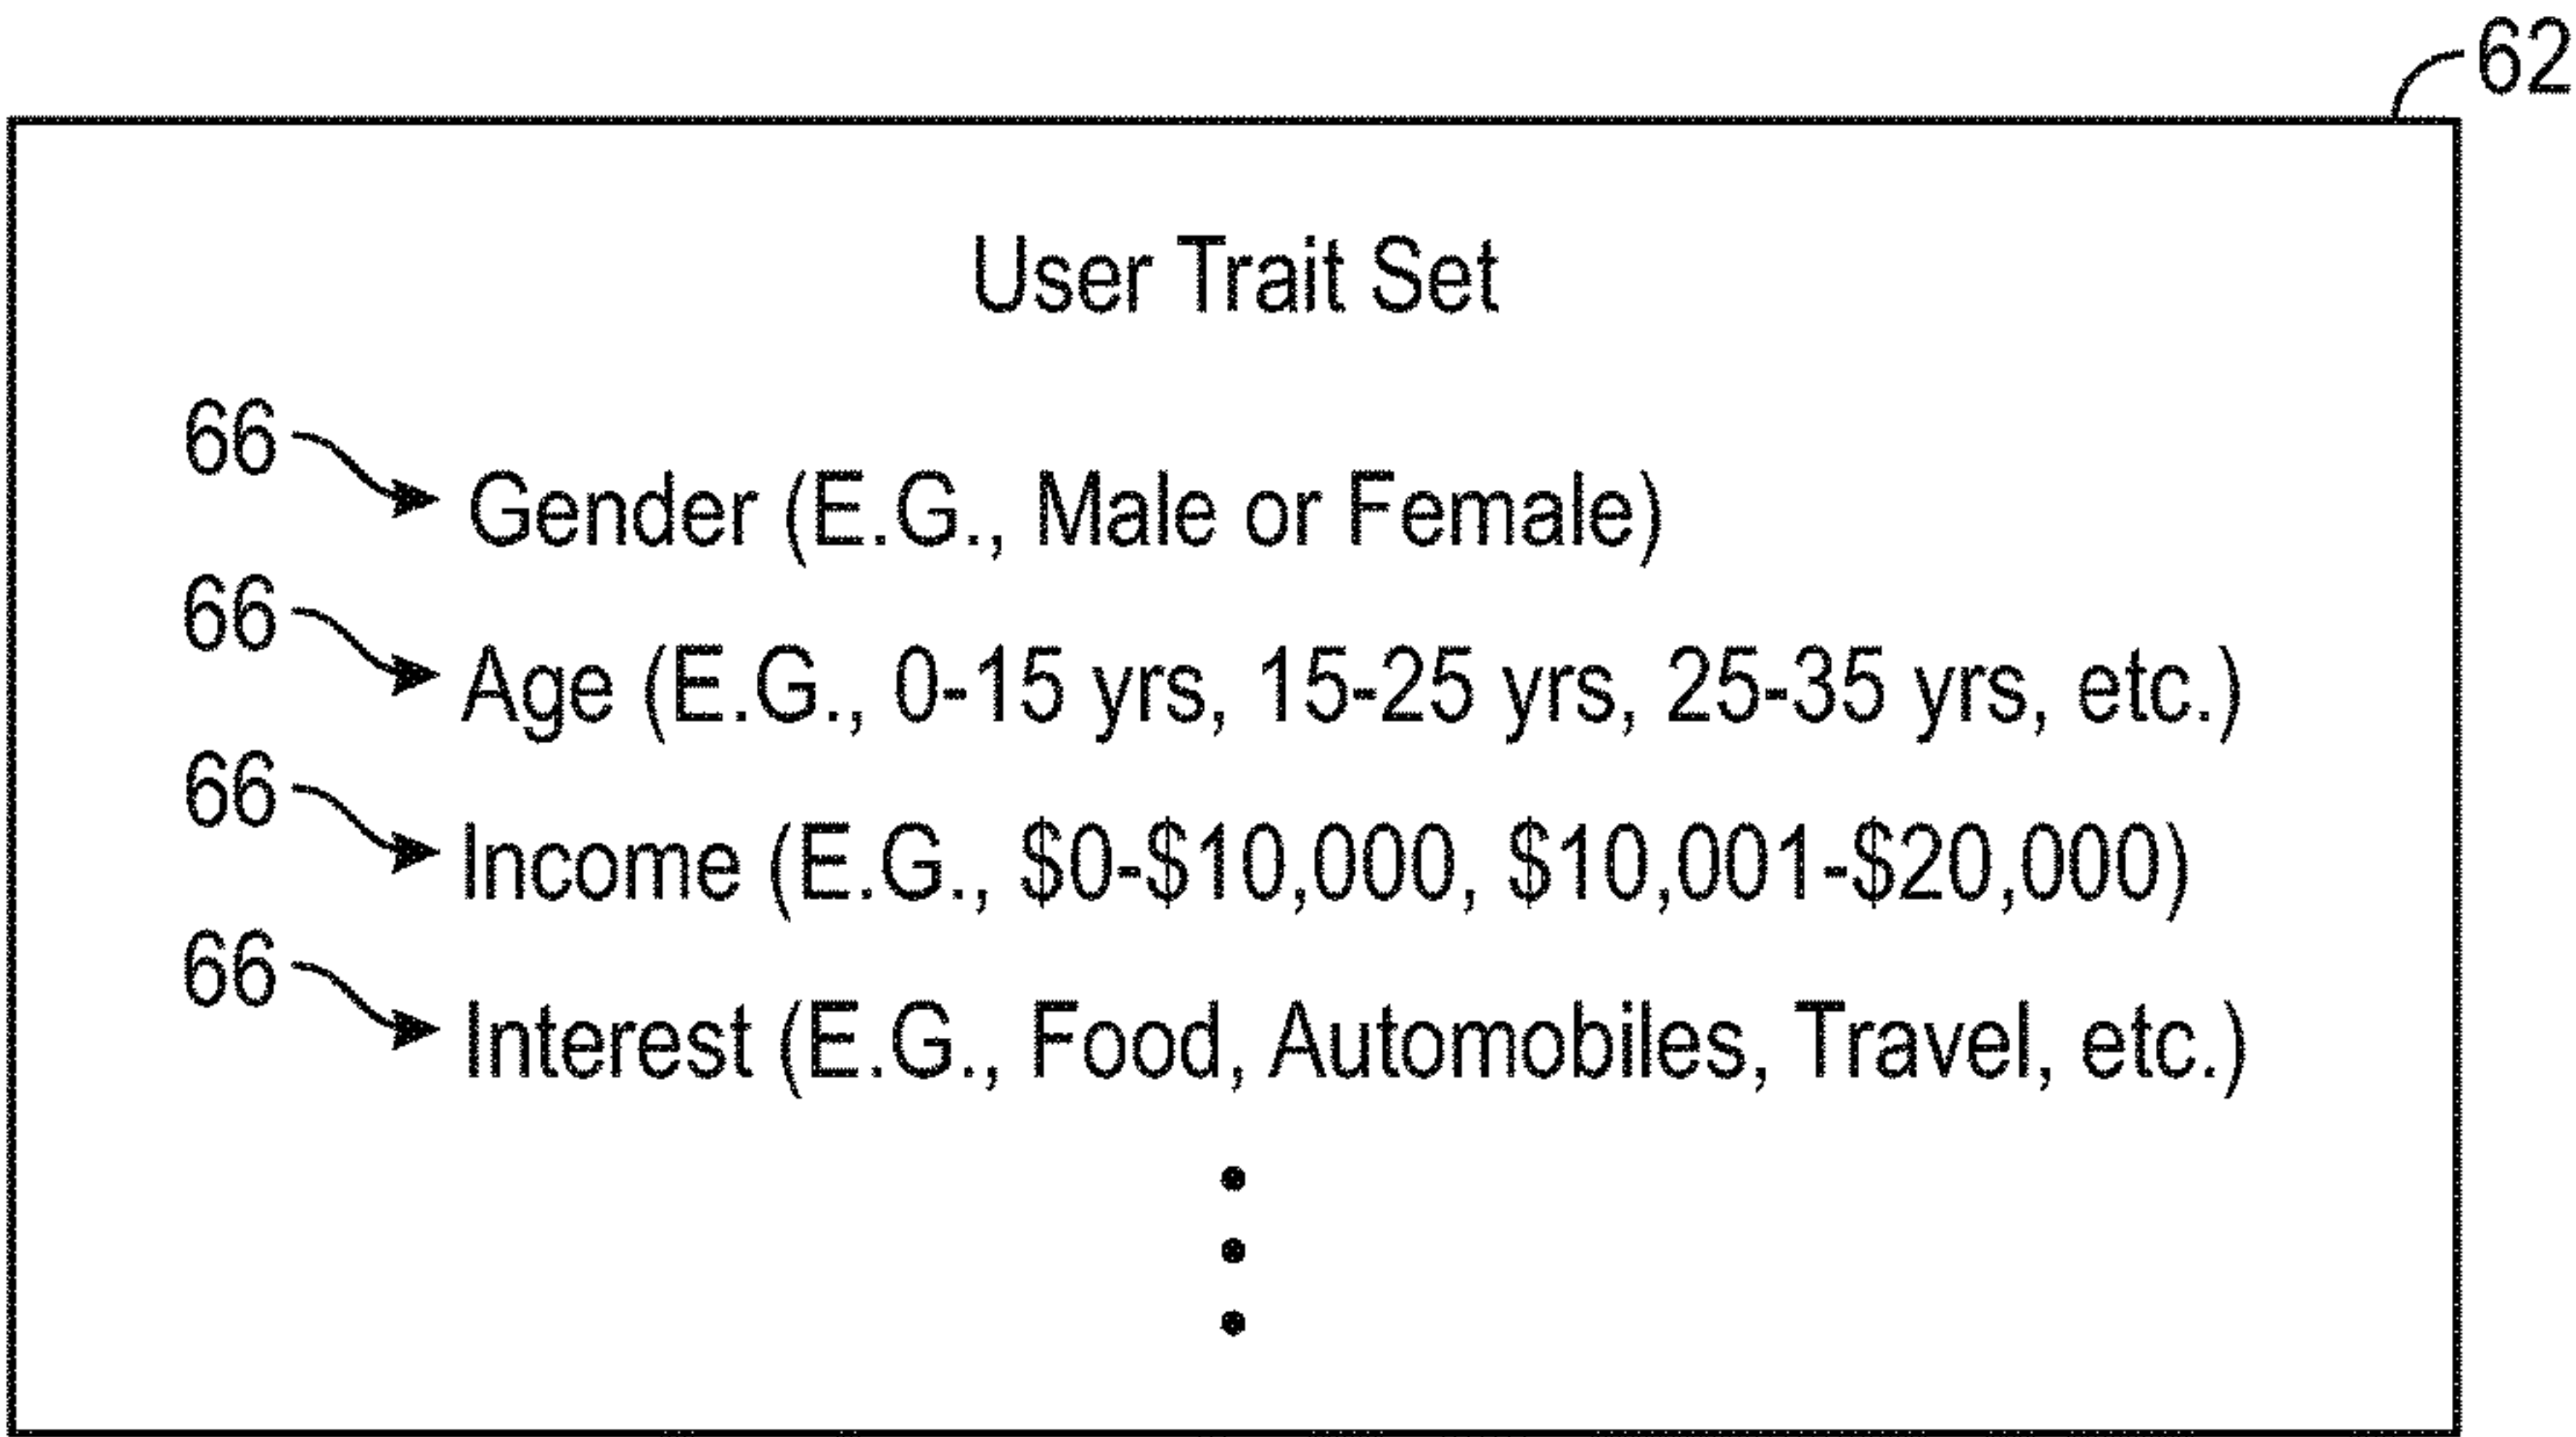 62
User Trait Set
66
Gender (E.G., Male or Female)
66
Age (E.G., 0-15 yrs, 15-25 yrs, 25-35 yrs, etc.)
66
Income (E.G., $0-$10,000, $10,001-$20,000)
66
Interest (E.G., Food, Automobiles, Travel, etc.)